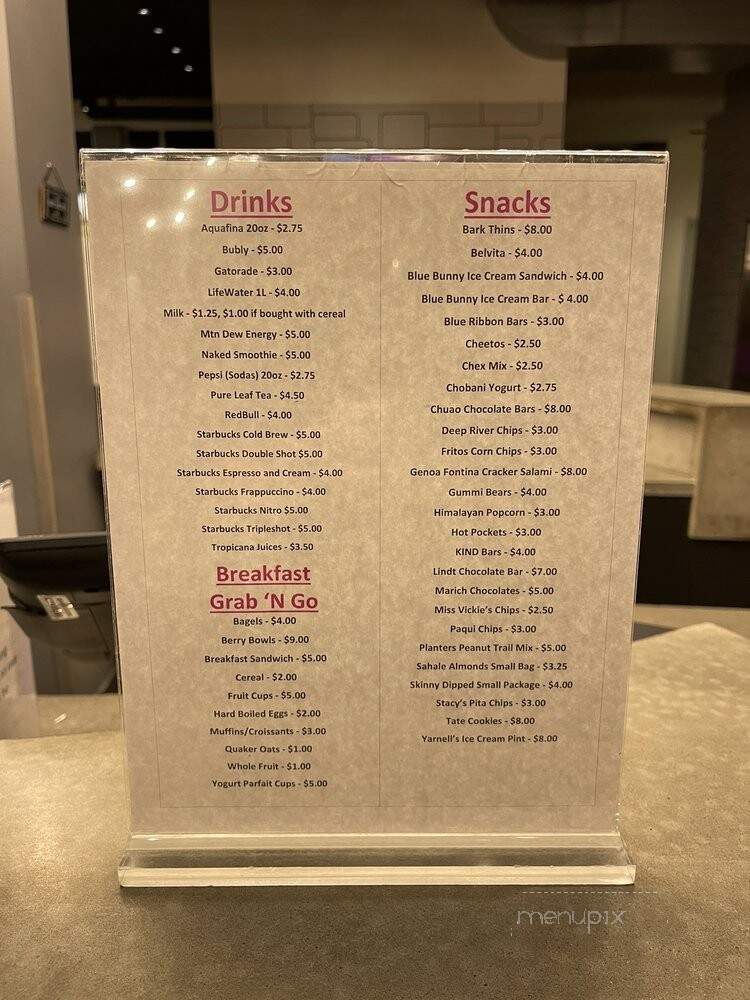 Drinks
Aquafina 20oz - $2.75
Bubly - $5.00
Gatorade - $3.00
LifeWater 1L - $4.00
Milk - $1.25, $1.00 if bought with cereal
Mtn Dew Energy - $5.00
Naked Smoothie - $5.00
Pepsi (Sodas) 20oz - $2.75
Pure Leaf Tea - $4.50
RedBull - $4.00
Starbucks Cold Brew - $5.00
Starbucks Double Shot $5.00
Starbucks Espresso and Cream - $4.00
Starbucks Frappuccino - $4.00
Starbucks Nitro $5.00
Starbucks Tripleshot - $5.00
Tropicana Juices - $3.50
Breakfast
Grab ‘N Go
Bagels - $4.00
Berry Bowls - $9.00
Breakfast Sandwich - $5.00
Cereal - $2.00
Fruit Cups - $5.00
Hard Boiled Eggs - $2.00
Muffins/Croissants - $3.00
Quaker Oats - $1.00
Whole Fruit - $1.00
Yogurt Parfait Cups - $5.00
Snacks
Bark Thins - $8.00
Belvita - $4.00
Blue Bunny Ice Cream Sandwich - $4.00
Blue Bunny Ice Cream Bar - $ 4.00
Blue Ribbon Bars - $3.00
Cheetos - $2.50
Chex Mix - $2.50
Chobani Yogurt - $2.75
Chuao Chocolate Bars - $8.00
Deep River Chips - $3.00
Fritos Corn Chips - $3.00
Genoa Fontina Cracker Salami - $8.00
Gummi Bears - $4.00
Himalayan Popcorn - $3.00
Hot Pockets - $3.00
KIND Bars - $4.00
Lindt Chocolate Bar - $7.00
Marich Chocolates - $5.00
Miss Vickie's Chips - $2.50
Paqui Chips - $3.00
Planters Peanut Trail Mix - $5.00
Sahale Almonds Small Bag - $3.25
Skinny Dipped Small Package - $4.00
Stacy's Pita Chips - $3.00
Tate Cookies - $8.00
Yarnell's Ice Cream Pint - $8.00
menupix